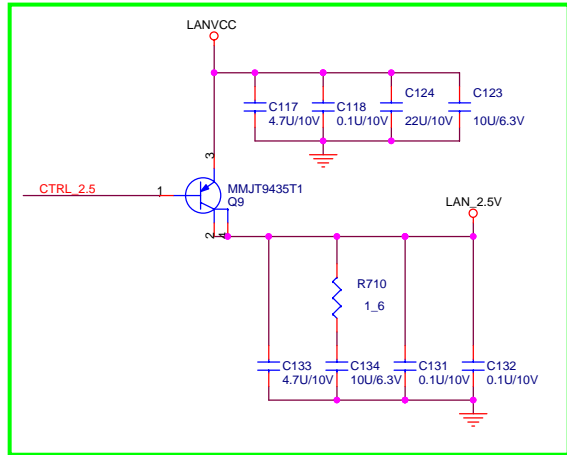 LANVCC
C117
4.7U/10V
C118
0.1U/10V
C124
22U/10V
C123
10U/6.3V
3
CTRL_2.5
1
MMJT9435T1
Q9
2
4
LAN_2.5V
R710
1_6
C133
4.7U/10V
C134
10U/6.3V
C131
0.1U/10V
C132
0.1U/10V